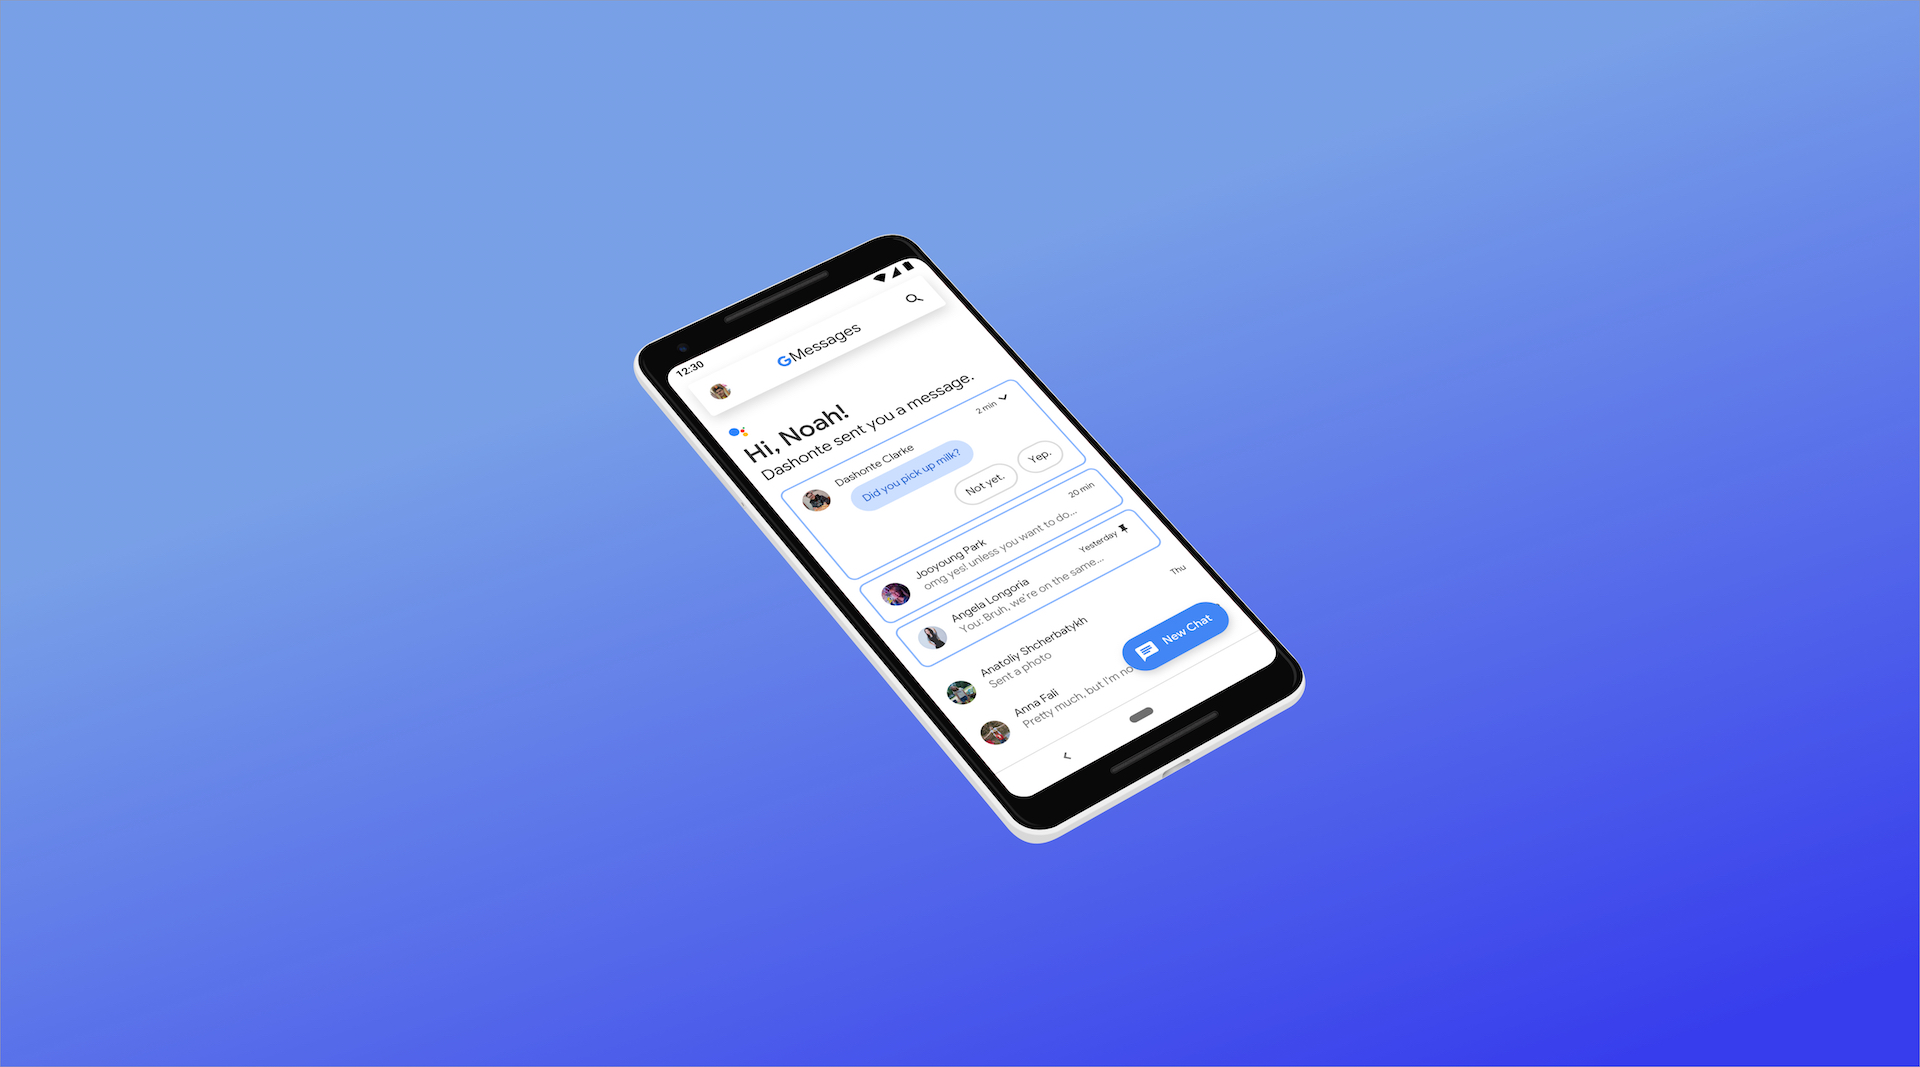 12:30
GMessages
Hi, Noah!
Dashonte sent you a message.
Dashonte Clarke
2 min
Did you pick up milk?
Not yet.
Yep.
Jooyoung Park
20 min
omg yes! unless you want to do...
Angela Longoria
Yesterday
You: Bruh, we're on the same...
Anatoliy Shcherbatykh
Thu
Sent a photo
Anna Fali
Pretty much, but I'm no
New Chat